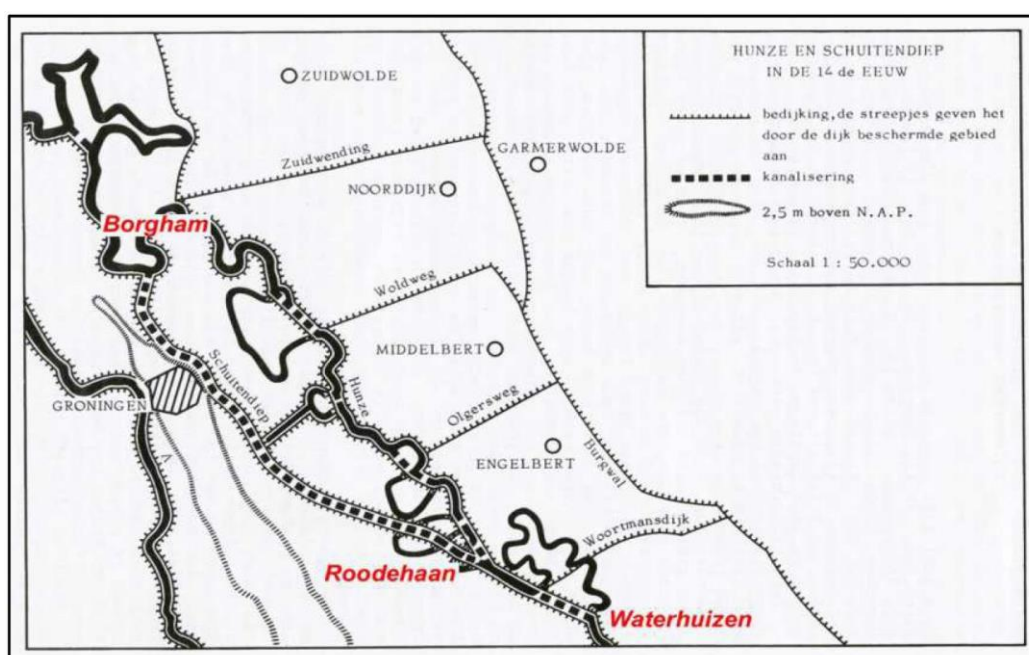 HUNZE EN SCHUITENDIEP
IN DE 14 de EEUW
bedijking, de streepjes geven het
door de dijk beschermde gebied
aan
kanalisering
2,5 m boven N.A.P.
Schaal 1 : 50.000
ZUIDWOLDE
GARMERWOLDE
Zuidwending
NOORDDIJK
Borgham
Woldweg
MIDDELBERT
Schuitendiep
Hunze
GRONINGEN
Olgersweg
A
ENGELBERT
Burgwal
Woortmansdijk
Roodehaan
Waterhuizen